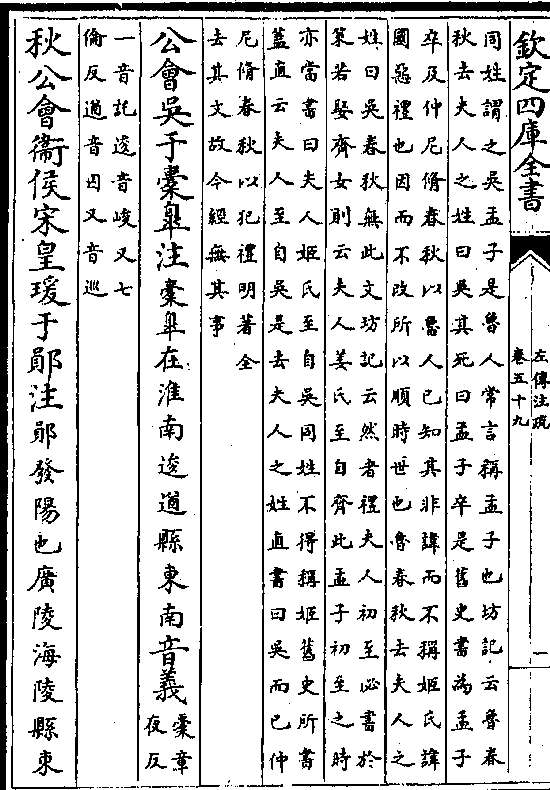 欽定四庫全書
左傳注疏
卷五十九
一
同姓謂之吳孟子是魯人常言稱孟子也坊記云魯春
秋去夫人之姓曰吳其死曰孟子卒是舊史書為孟子
卒及仲尼脩春秋以魯人已知其非諱而不稱姬氏諱
國惡禮也因而不改所以順時世也魯春秋去夫人之
姓曰吳春秋無此文坊記云然者禮夫人初至必書於
䇿若娶齊女則云夫人姜氏至自齊此孟子初至之時
亦當書曰夫人姬氏至自吳同姓不得稱姬舊史所書
蓋直云夫人至自吳是去夫人之姓直書曰吳而已仲
尼脩春秋以犯禮明著全
去其文故今經無其事
公會吳于橐臯注橐臯在淮南逡遒縣東南音義橐章
夜反
一音託逡音峻又七
倫反遒音囚又音巡
秋公會衞侯宋皇瑗于鄖注鄖發陽也廣陵海陵縣東